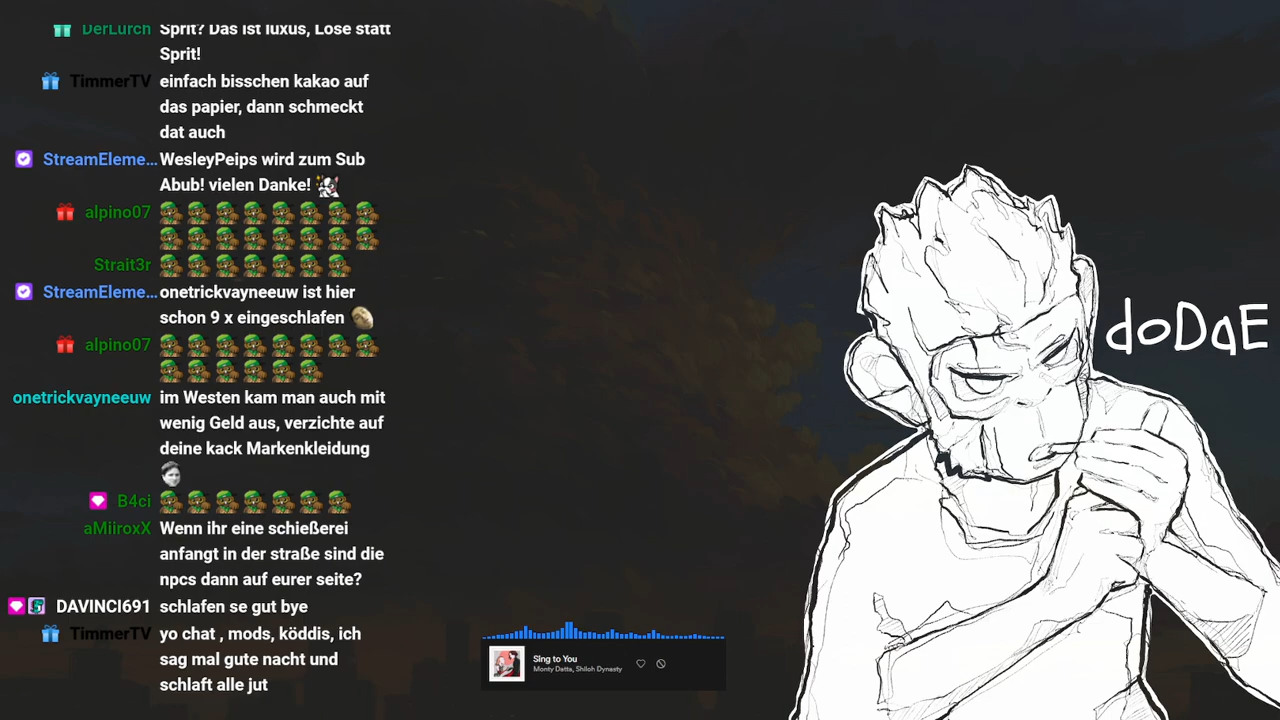 DerLurch Sprit? Das ist luxus, Lose statt
Sprit!
TimmerTV einfach bisschen kakao auf
das papier, dann schmeckt
dat auch
StreamEleme... WesleyPeips wird zum Sub
Abub! vielen Danke!
alpino07
Strait3r
StreamEleme... onetrickvayneeuw ist hier
schon 9 x eingeschlafen
alpino07
onetrickvayneeuw im Westen kam man auch mit
wenig Geld aus, verzichte auf
deine kack Markenkleidung
B4ci
aMiiroxX Wenn ihr eine schießerei
anfangt in der straße sind die
npcs dann auf eurer seite?
DAVINCI691 schlafen se gut bye
TimmerTV yo chat , mods, köddis, ich
sag mal gute nacht und
schlaft alle jut
doDaE
Sing to You
Monty Datta, Shiloh Dynasty